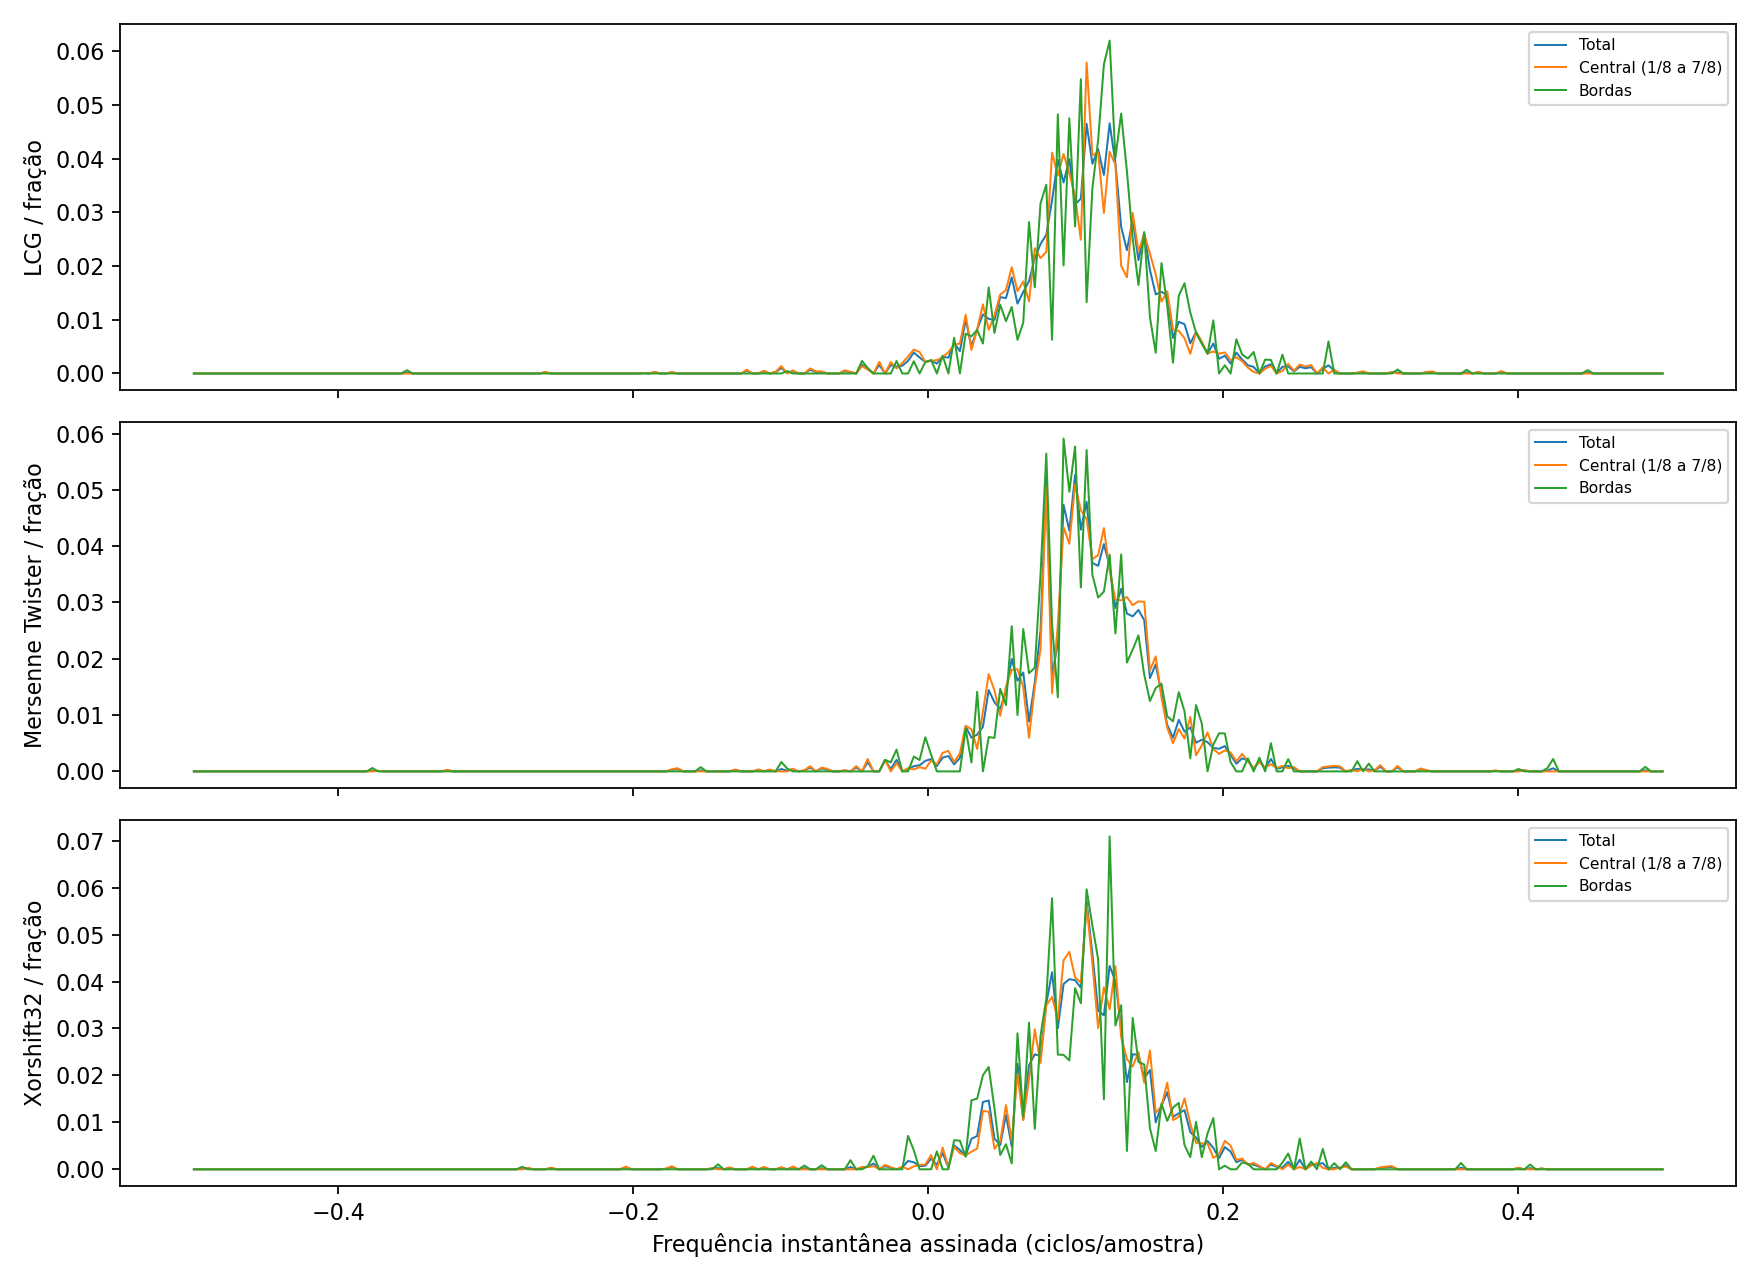 LCG / fração
0.06
0.05
0.04
0.03
0.02
0.01
0.00
Total
Central (1/8 a 7/8)
Bordas
Mersenne Twister / fração
0.06
0.05
0.04
0.03
0.02
0.01
0.00
Total
Central (1/8 a 7/8)
Bordas
Xorshift32 / fração
0.07
0.06
0.05
0.04
0.03
0.02
0.01
0.00
Total
Central (1/8 a 7/8)
Bordas
−0.4 −0.2 0.0 0.2 0.4
Frequência instantânea assinada (ciclos/amostra)